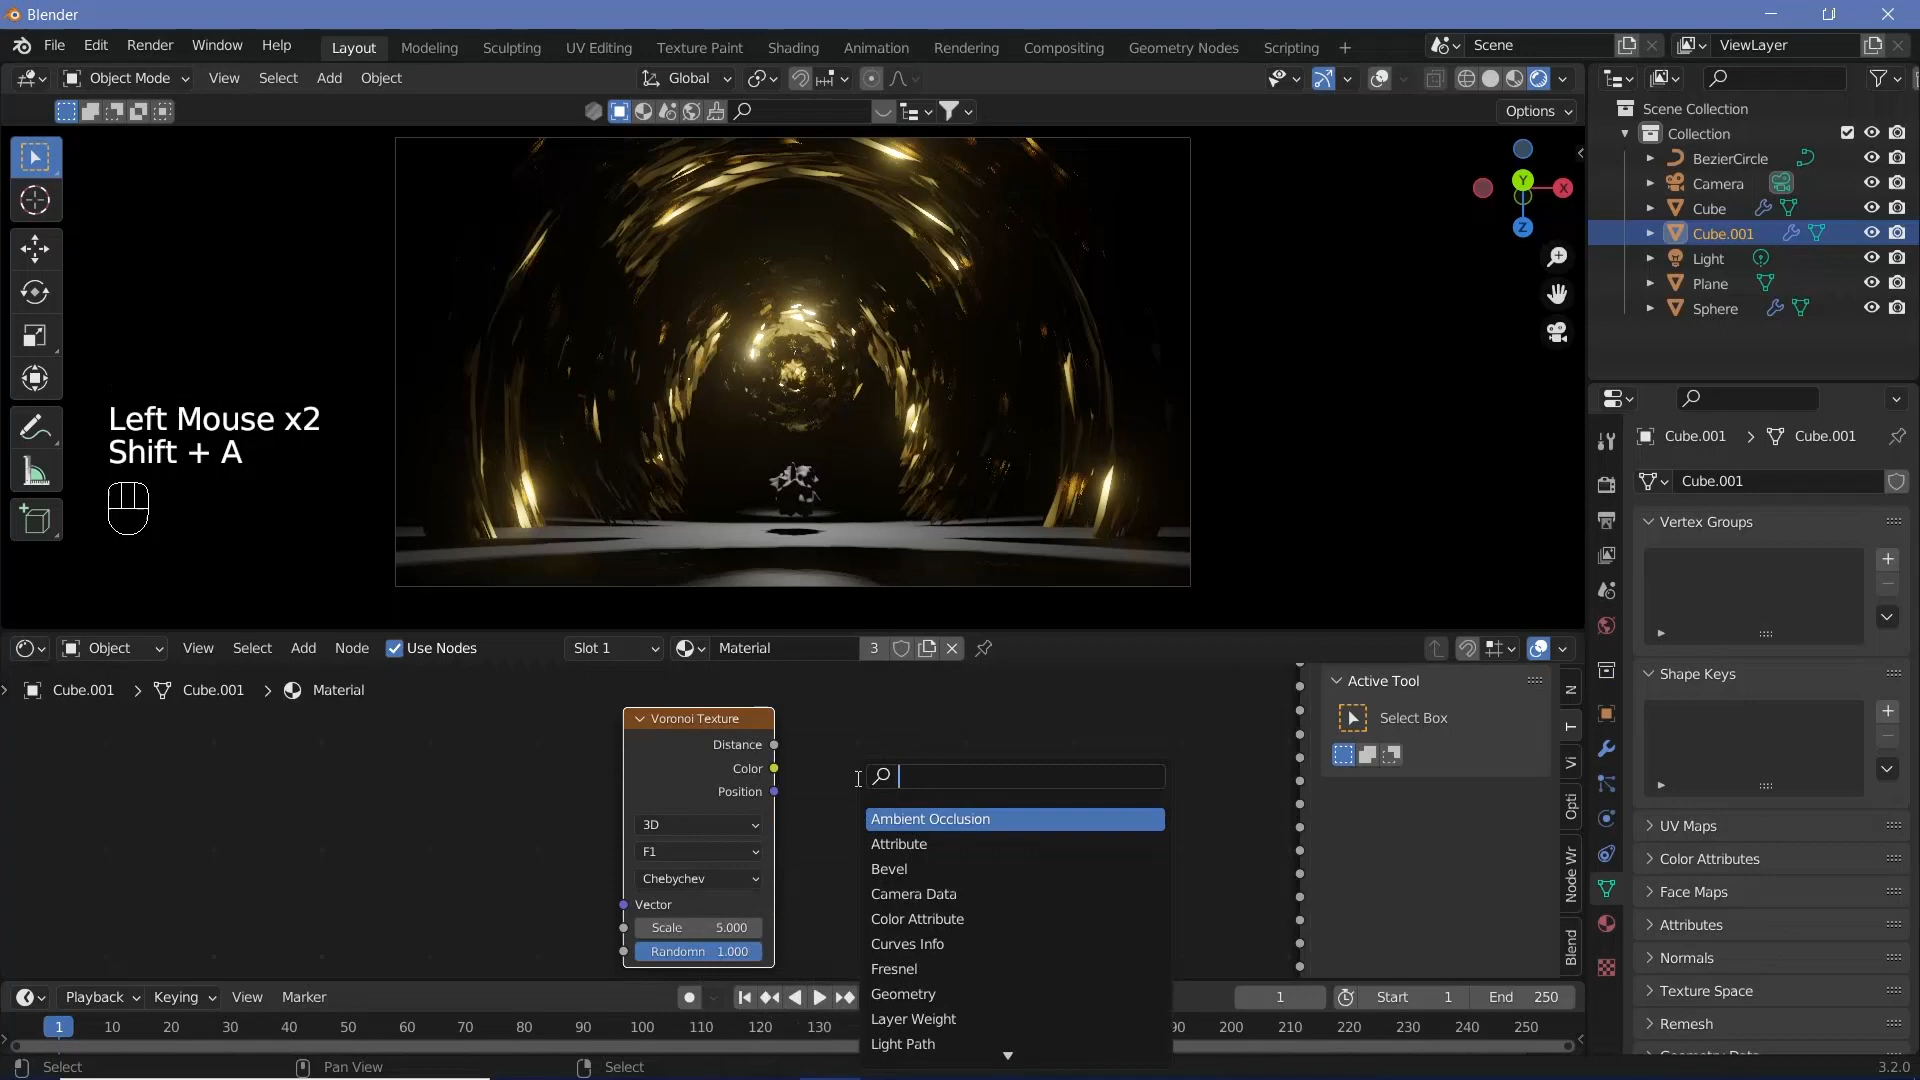 Blender
File Edit Render Window Help Layout Modeling Sculpting UV Editing Texture Paint Shading Animation Rendering Compositing Geometry Nodes Scripting + Scene ViewLayer
Object Mode View Select Add Object Global
Options
Scene Collection
Collection
BezierCircle
Camera
Cube
Cube.001
Light
Plane
Sphere
Y
X
Z
Left Mouse x2
Shift + A
Cube.001 > Cube.001
Cube.001
Vertex Groups
Shape Keys
UV Maps
Color Attributes
Face Maps
Attributes
Normals
Texture Space
Remesh
Object View Select Add Node Use Nodes Slot 1 Material 3
Cube.001 > Cube.001 > Material
Voronoi Texture
Distance
Color
Position
3D
F1
Chebychev
Vector
Scale 5.000
Randomn 1.000
Ambient Occlusion
Attribute
Bevel
Camera Data
Color Attribute
Curves Info
Fresnel
Geometry
Layer Weight
Light Path
Active Tool
Select Box
N
T
Vi
Opti
Node Wr
Blend
Playback Keying View Marker 1 Start 1 End 250
1 10 20 30 40 50 60 70 80 90 100 110 120 130 90 200 210 220 230 240 250
Select Pan View Select 3.2.0